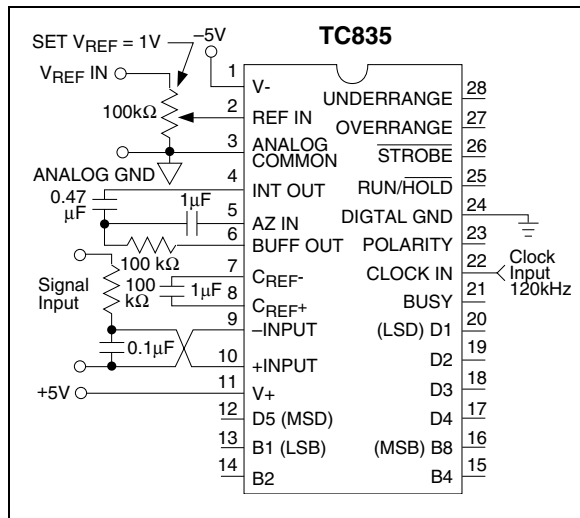 TC835
SET VREF = 1V
–5V
VREF IN
100kΩ
ANALOG GND
0.47
µF
1µF
100 kΩ
Signal
Input
100
kΩ
1µF
0.1µF
+5V
1 V-
2 REF IN
3 ANALOG
COMMON
4 INT OUT
5 AZ IN
6 BUFF OUT
7 CREF-
8 CREF+
9 –INPUT
10 +INPUT
11 V+
12 D5 (MSD)
13 B1 (LSB)
14 B2
UNDERRANGE 28
OVERRANGE 27
STROBE 26
RUN/HOLD 25
DIGTAL GND 24
POLARITY 23
CLOCK IN 22
BUSY 21
(LSD) D1 20
D2 19
D3 18
D4 17
(MSB) B8 16
B4 15
Clock
Input
120kHz